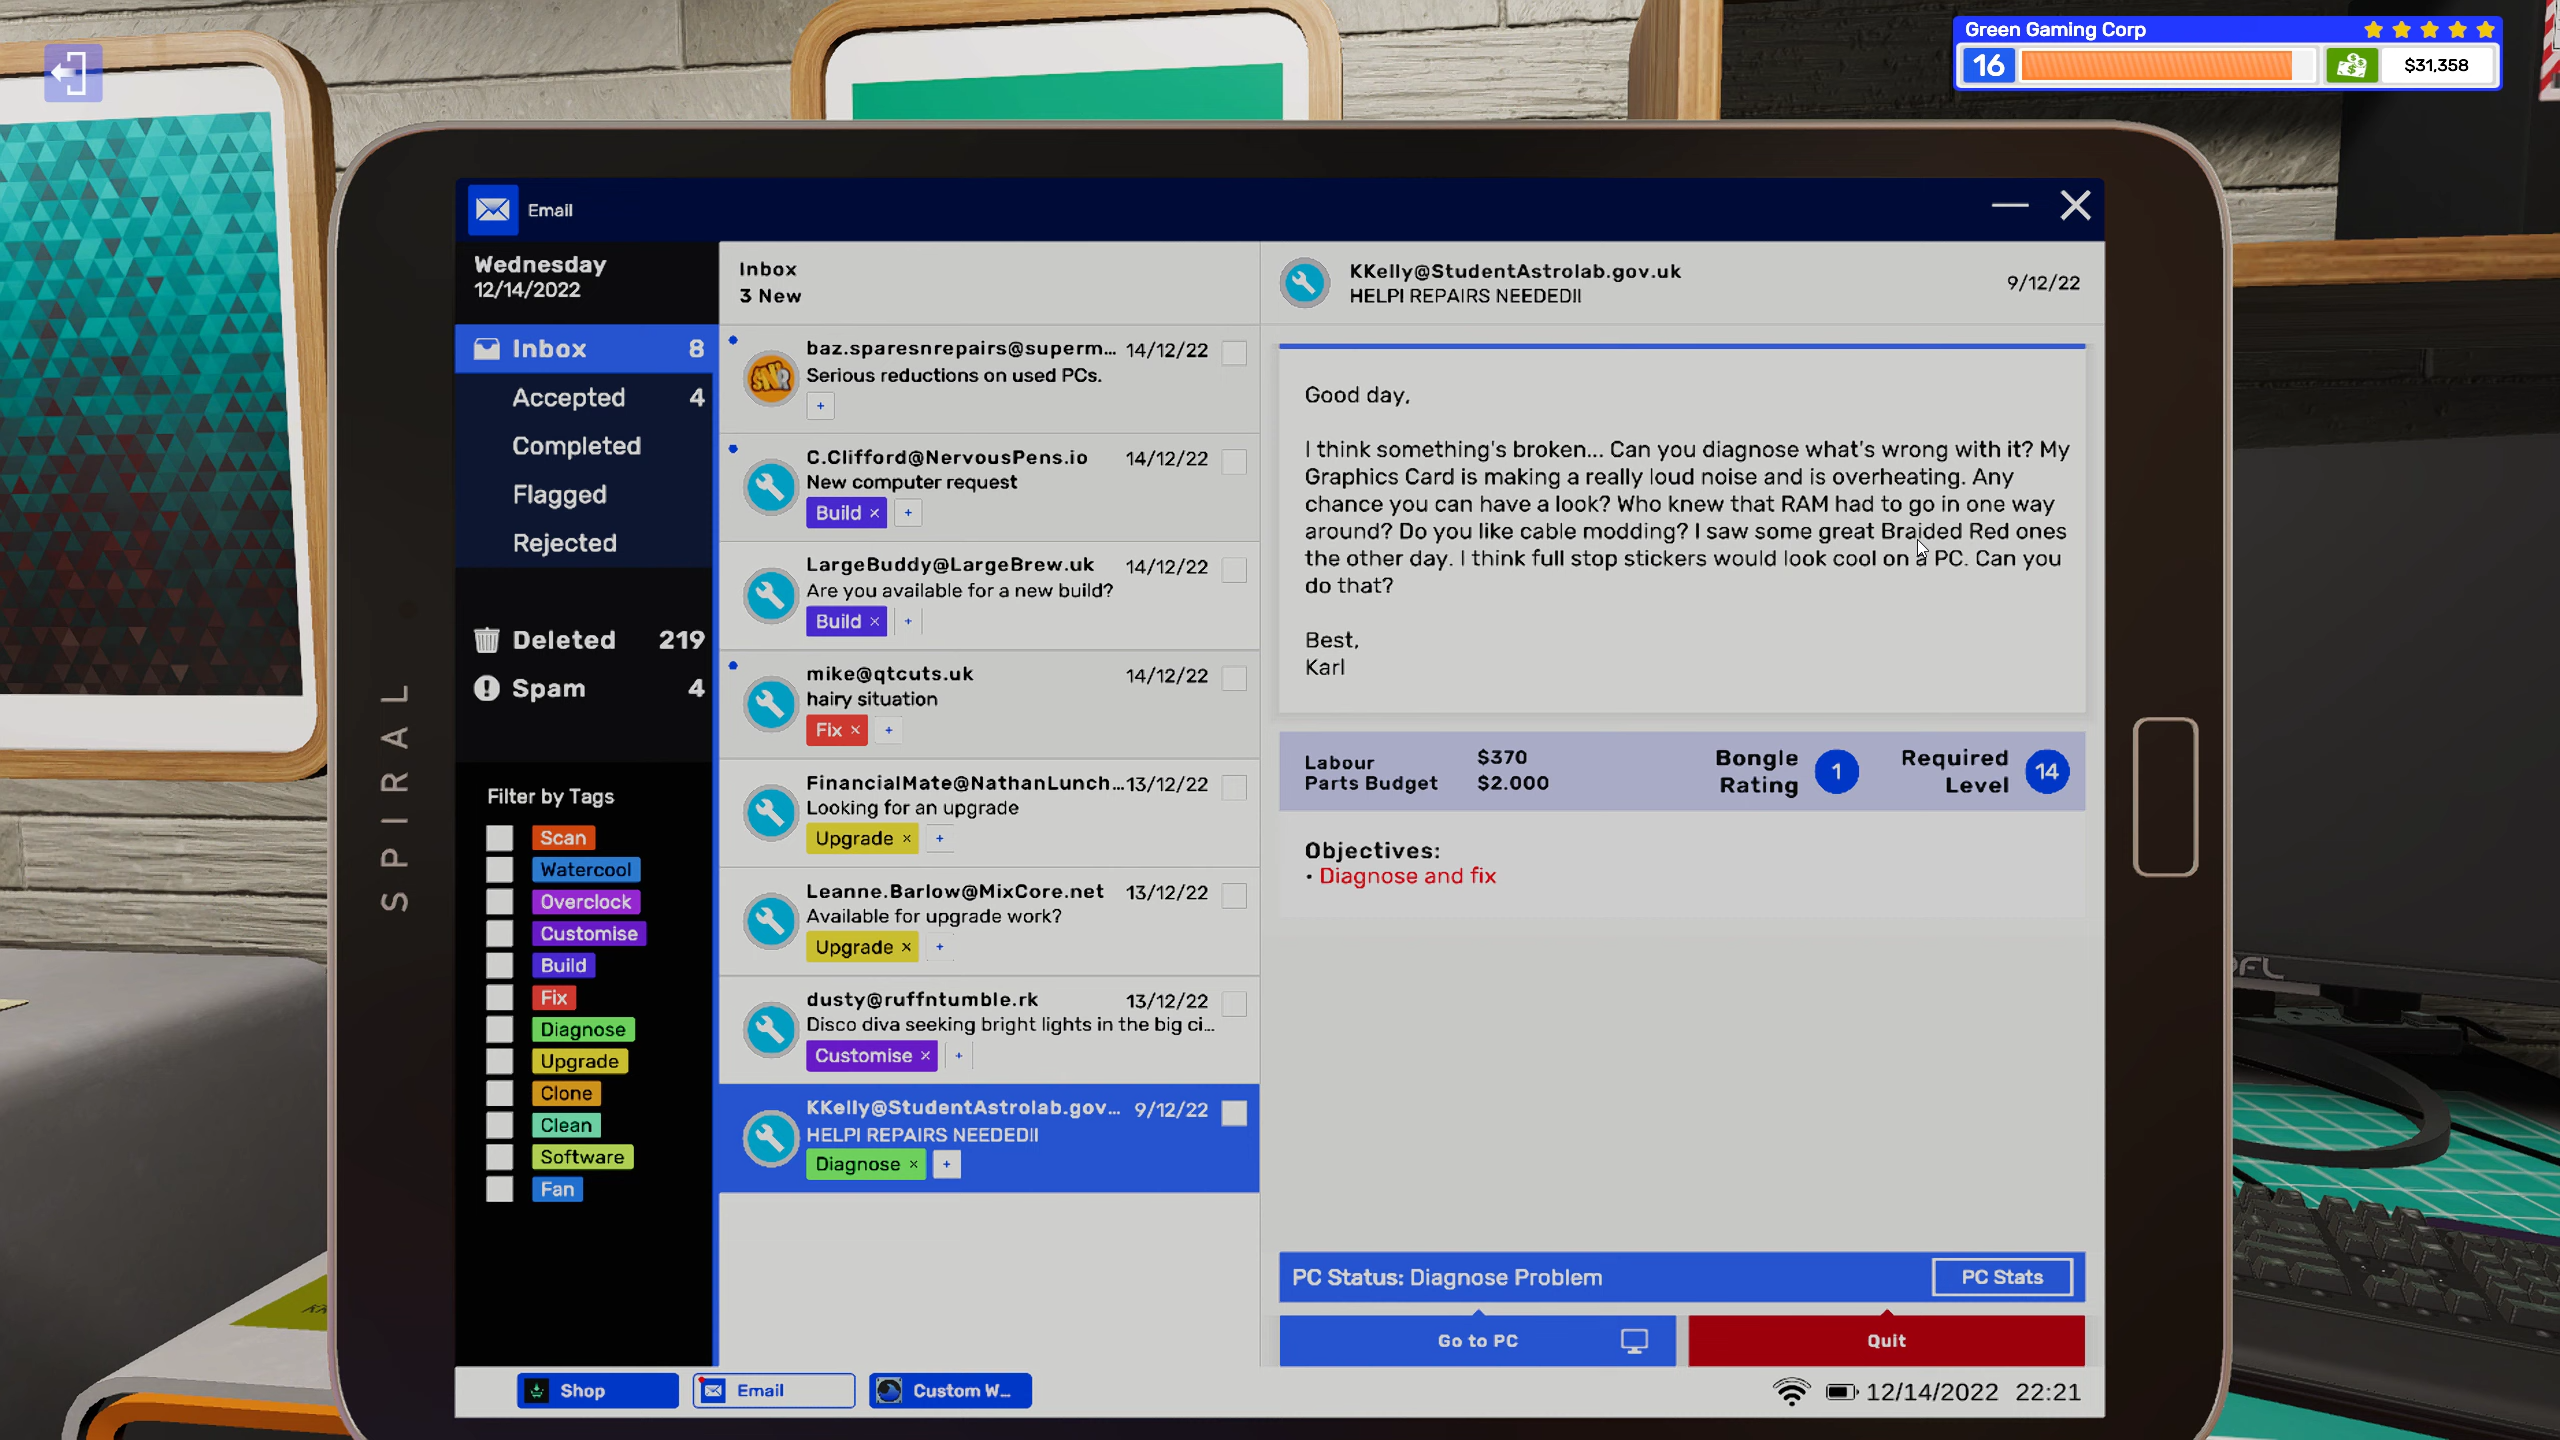 Green Gaming Corp
16
$31,358
Email
Wednesday
12/14/2022
Inbox 8
Accepted 4
Completed
Flagged
Rejected
Deleted 219
Spam 4
Filter by Tags
Scan
Watercool
Overclock
Customise
Build
Fix
Diagnose
Upgrade
Clone
Clean
Software
Fan
Inbox
3 New
baz.sparesnrepairs@superm... 14/12/22
Serious reductions on used PCs.
SNR
+
C.Clifford@NervousPens.io 14/12/22
New computer request
Build × +
LargeBuddy@LargeBrew.uk 14/12/22
Are you available for a new build?
Build × +
mike@qtcuts.uk 14/12/22
hairy situation
Fix × +
FinancialMate@NathanLunch... 13/12/22
Looking for an upgrade
Upgrade × +
Leanne.Barlow@MixCore.net 13/12/22
Available for upgrade work?
Upgrade × +
dusty@ruffntumble.rk 13/12/22
Disco diva seeking bright lights in the big ci...
Customise × +
KKelly@StudentAstrolab.gov... 9/12/22
HELP! REPAIRS NEEDED!!
Diagnose × +
KKelly@StudentAstrolab.gov.uk
HELP! REPAIRS NEEDED!!
9/12/22
Good day,
I think something's broken... Can you diagnose what's wrong with it? My
Graphics Card is making a really loud noise and is overheating. Any
chance you can have a look? Who knew that RAM had to go in one way
around? Do you like cable modding? I saw some great Braided Red ones
the other day. I think full stop stickers would look cool on a PC. Can you
do that?
Best,
Karl
Labour $370
Parts Budget $2.000
Bongle
Rating 1
Required
Level 14
Objectives:
• Diagnose and fix
PC Status: Diagnose Problem
PC Stats
Go to PC
Quit
Shop
Email
Custom W...
12/14/2022 22:21
SPIRAL